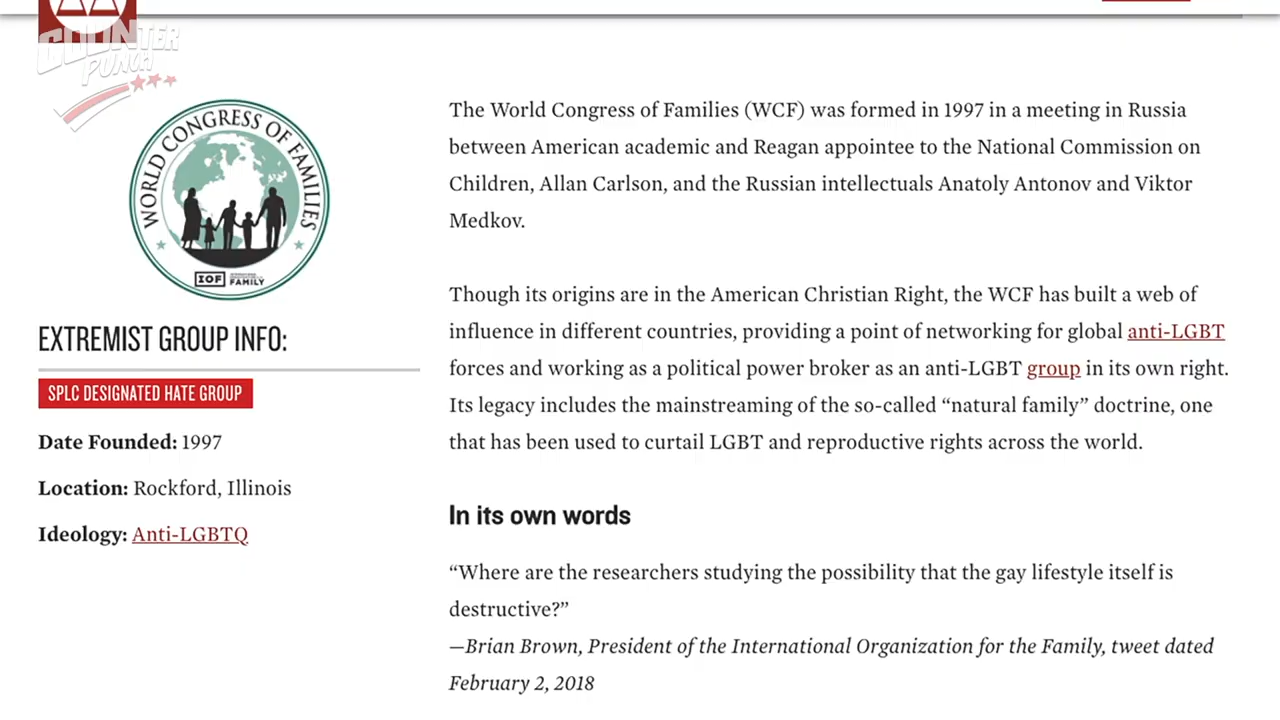 COUNTER
PUNCH
WORLD CONGRESS OF FAMILIES
IOF
FAMILY
EXTREMIST GROUP INFO:
SPLC DESIGNATED HATE GROUP
Date Founded: 1997
Location: Rockford, Illinois
Ideology: Anti-LGBTQ
The World Congress of Families (WCF) was formed in 1997 in a meeting in Russia
between American academic and Reagan appointee to the National Commission on
Children, Allan Carlson, and the Russian intellectuals Anatoly Antonov and Viktor
Medkov.
Though its origins are in the American Christian Right, the WCF has built a web of
influence in different countries, providing a point of networking for global anti-LGBT
forces and working as a political power broker as an anti-LGBT group in its own right.
Its legacy includes the mainstreaming of the so-called “natural family” doctrine, one
that has been used to curtail LGBT and reproductive rights across the world.
In its own words
“Where are the researchers studying the possibility that the gay lifestyle itself is
destructive?”
—Brian Brown, President of the International Organization for the Family, tweet dated
February 2, 2018